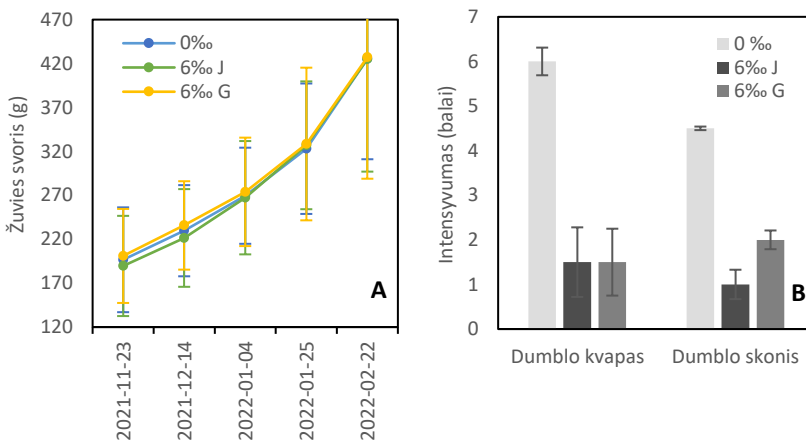 Žuvies svoris (g)
470
420
370
320
270
220
170
120
0‰
6‰ J
6‰ G
A
2021-11-23
2021-12-14
2022-01-04
2022-01-25
2022-02-22
Intensyvumas (balai)
7
6
5
4
3
2
1
0
0 ‰
6‰ J
6‰ G
B
Dumblo kvapas
Dumblo skonis